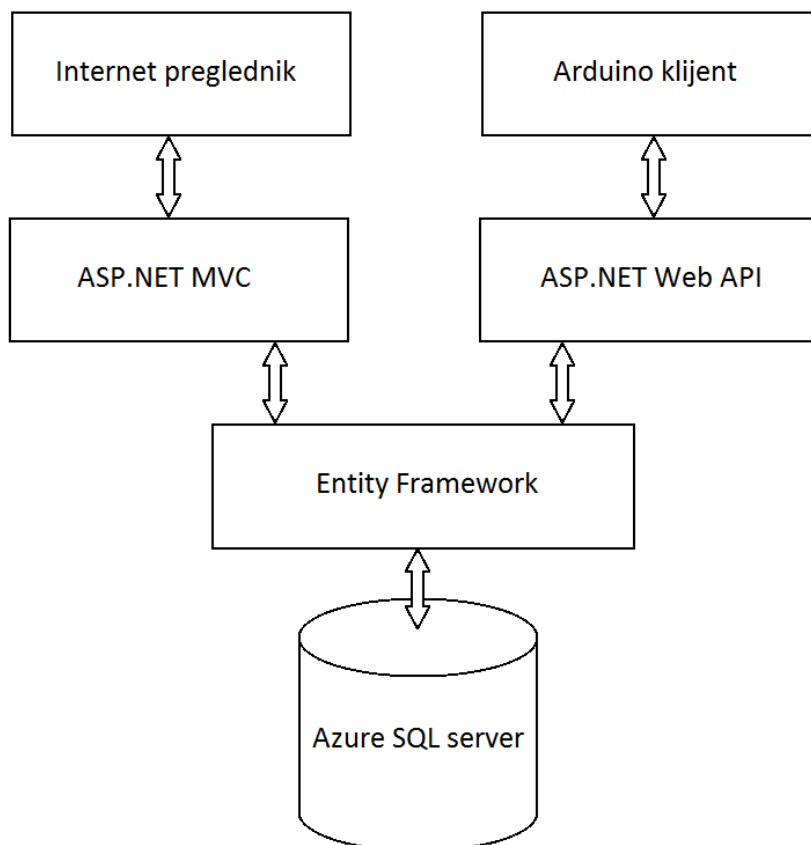 Internet preglednik
Arduino klijent
ASP.NET MVC
ASP.NET Web API
Entity Framework
Azure SQL server